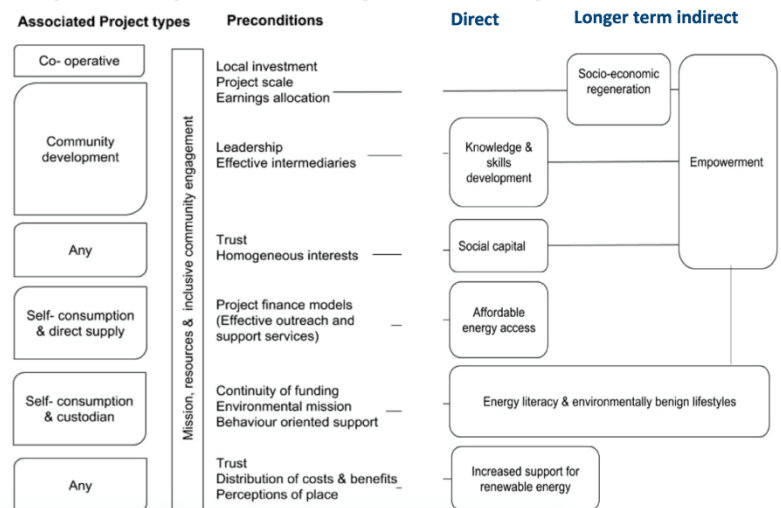 Associated Project types
Preconditions
Direct
Longer term indirect
Co- operative
Community
development
Any
Self- consumption
& direct supply
Self- consumption
& custodian
Any
Mission, resources & inclusive community engagement
Local investment
Project scale
Earnings allocation
Leadership
Effective intermediaries
Trust
Homogeneous interests
Project finance models
(Effective outreach and
support services)
Continuity of funding
Environmental mission
Behaviour oriented support
Trust
Distribution of costs & benefits
Perceptions of place
Socio-economic
regeneration
Knowledge &
skills
development
Empowerment
Social capital
Affordable
energy access
Energy literacy & environmentally benign lifestyles
Increased support for
renewable energy